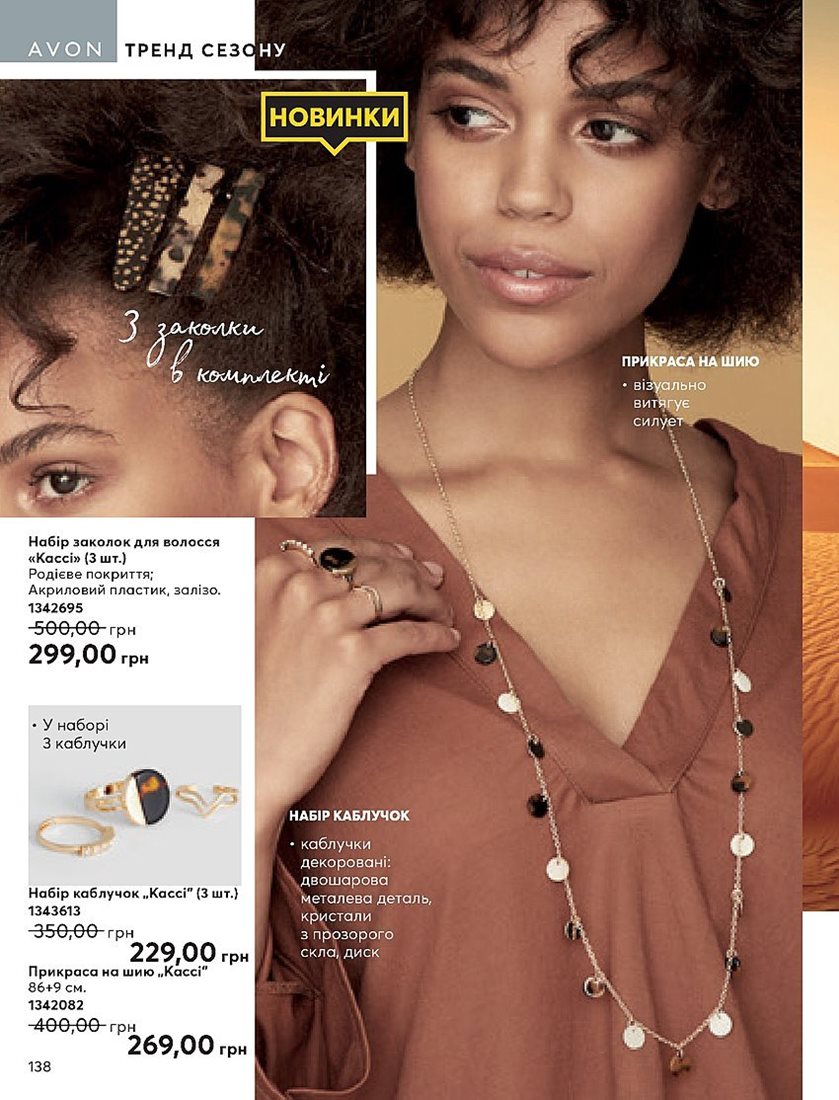 AVON ТРЕНД СЕЗОНУ
НОВИНКИ
3 заколки
в комплекті
ПРИКРАСА НА ШИЮ
• візуально
витягує
силует
Набір заколок для волосся
«Кассі» (3 шт.)
Родієве покриття;
Акриловий пластик, залізо.
1342695
500,00 грн
299,00 грн
• У наборі
3 каблучки
НАБІР КАБЛУЧОК
• каблучки
декоровані:
двошарова
металева деталь,
кристали
з прозорого
скла, диск
Набір каблучок „Кассі” (3 шт.)
1343613
350,00 грн
229,00 грн
Прикраса на шию „Кассі”
86+9 см.
1342082
400,00 грн
269,00 грн
138